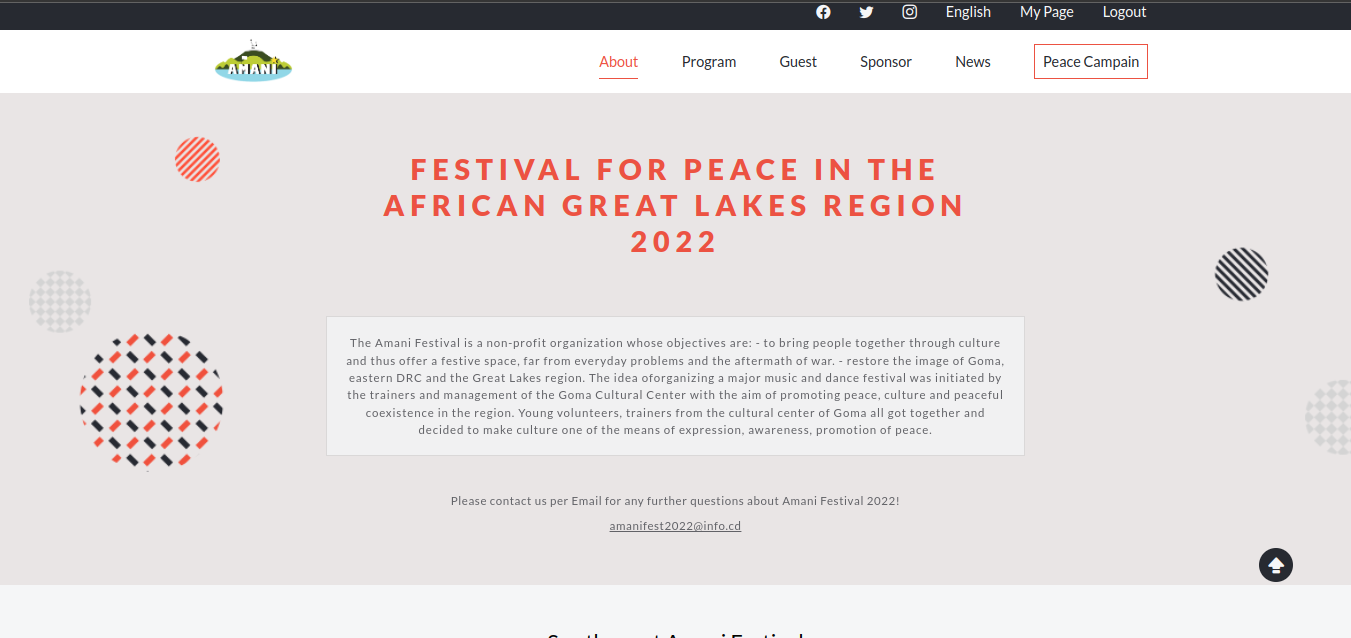 English My Page Logout
AMANI
About Program Guest Sponsor News Peace Campain
FESTIVAL FOR PEACE IN THE
AFRICAN GREAT LAKES REGION
2022
The Amani Festival is a non-profit organization whose objectives are: - to bring people together through culture
and thus offer a festive space, far from everyday problems and the aftermath of war. - restore the image of Goma,
eastern DRC and the Great Lakes region. The idea oforganizing a major music and dance festival was initiated by
the trainers and management of the Goma Cultural Center with the aim of promoting peace, culture and peaceful
coexistence in the region. Young volunteers, trainers from the cultural center of Goma all got together and
decided to make culture one of the means of expression, awareness, promotion of peace.
Please contact us per Email for any further questions about Amani Festival 2022!
amanifest2022@info.cd